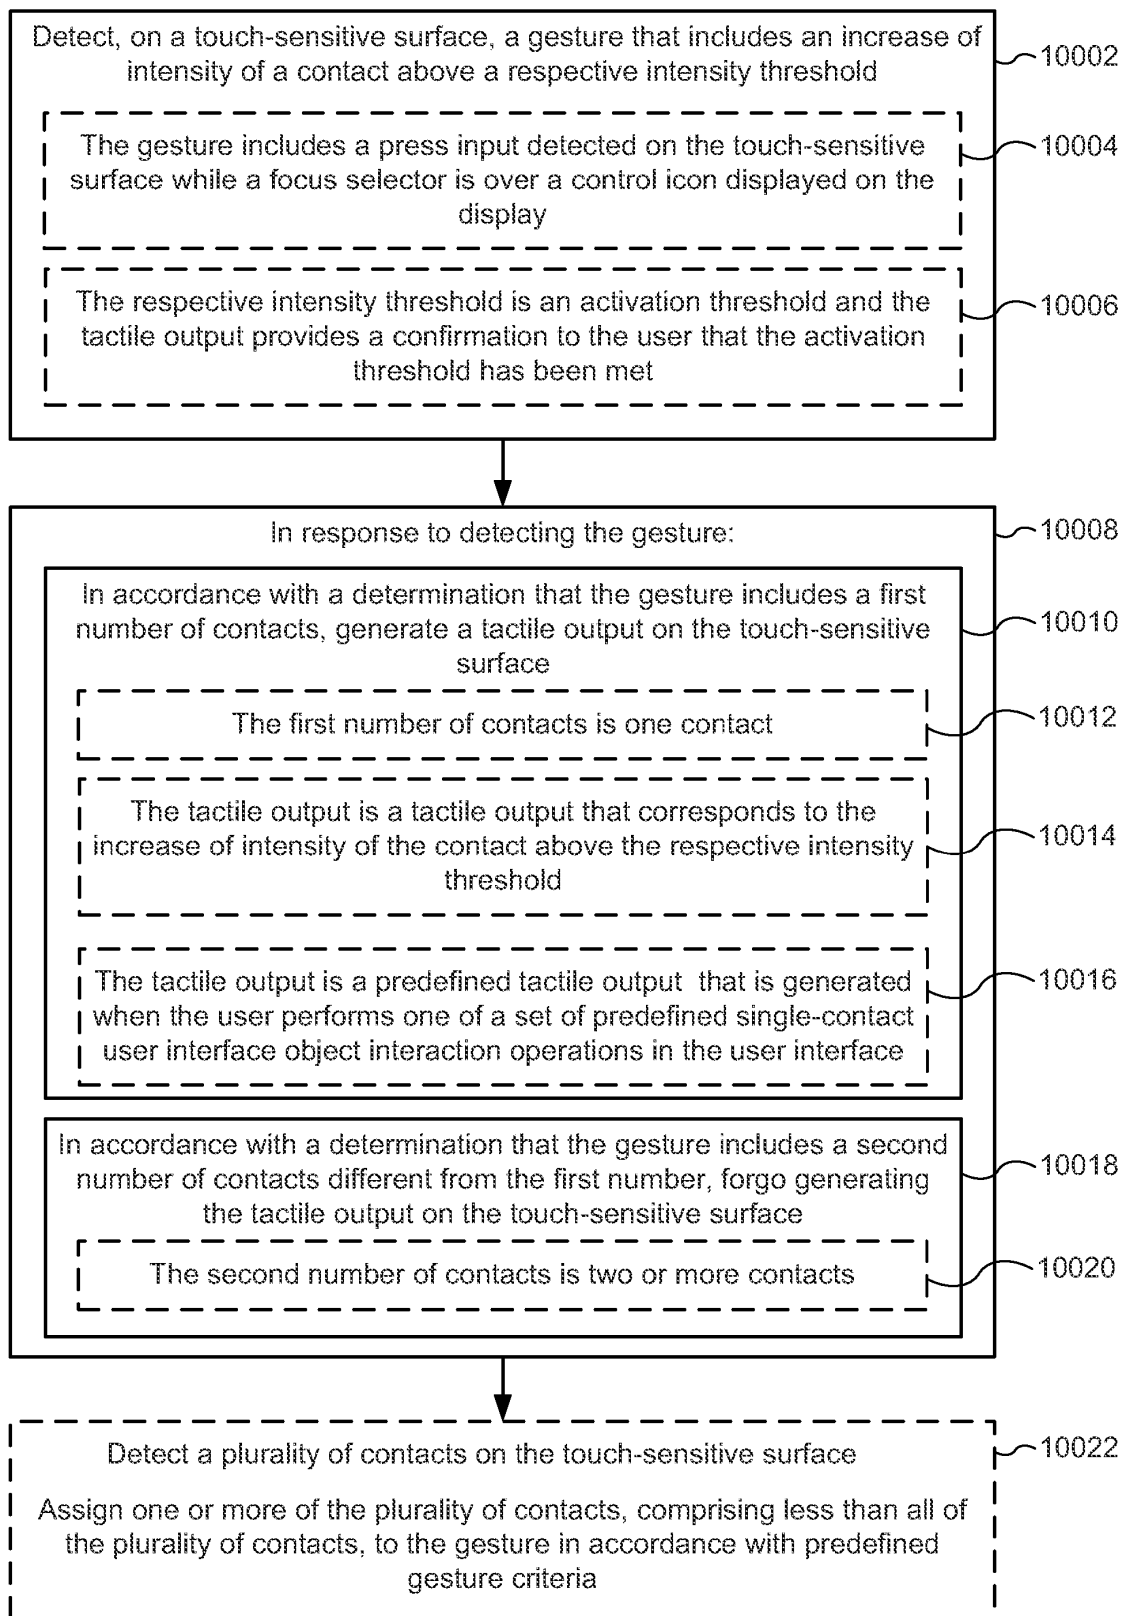 Detect, on a touch-sensitive surface, a gesture that includes an increase of
intensity of a contact above a respective intensity threshold
10002
The gesture includes a press input detected on the touch-sensitive
surface while a focus selector is over a control icon displayed on the
display
10004
The respective intensity threshold is an activation threshold and the
tactile output provides a confirmation to the user that the activation
threshold has been met
10006
In response to detecting the gesture:
10008
In accordance with a determination that the gesture includes a first
number of contacts, generate a tactile output on the touch-sensitive
surface
10010
The first number of contacts is one contact
10012
The tactile output is a tactile output that corresponds to the
increase of intensity of the contact above the respective intensity
threshold
10014
The tactile output is a predefined tactile output that is generated
when the user performs one of a set of predefined single-contact
user interface object interaction operations in the user interface
10016
In accordance with a determination that the gesture includes a second
number of contacts different from the first number, forgo generating
the tactile output on the touch-sensitive surface
10018
The second number of contacts is two or more contacts
10020
Detect a plurality of contacts on the touch-sensitive surface
10022
Assign one or more of the plurality of contacts, comprising less than all of
the plurality of contacts, to the gesture in accordance with predefined
gesture criteria